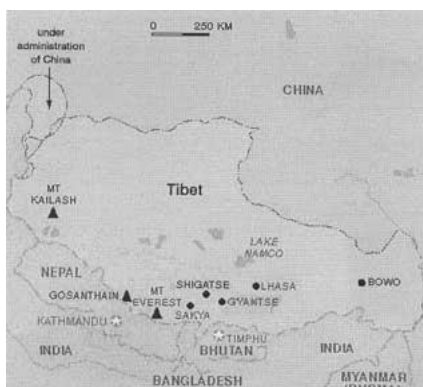 0 250 KM
under
administration
of China
CHINA
MT
KAILASH
Tibet
LAKE
NAMCO
NEPAL
GOSANTHAIN
MT
EVEREST
SHIGATSE
LHASA
BOWO
GYANTSE
SAKYA
KATHMANDU
TIMPHU
INDIA
BHUTAN
INDIA
BANGLADESH
MYANMAR